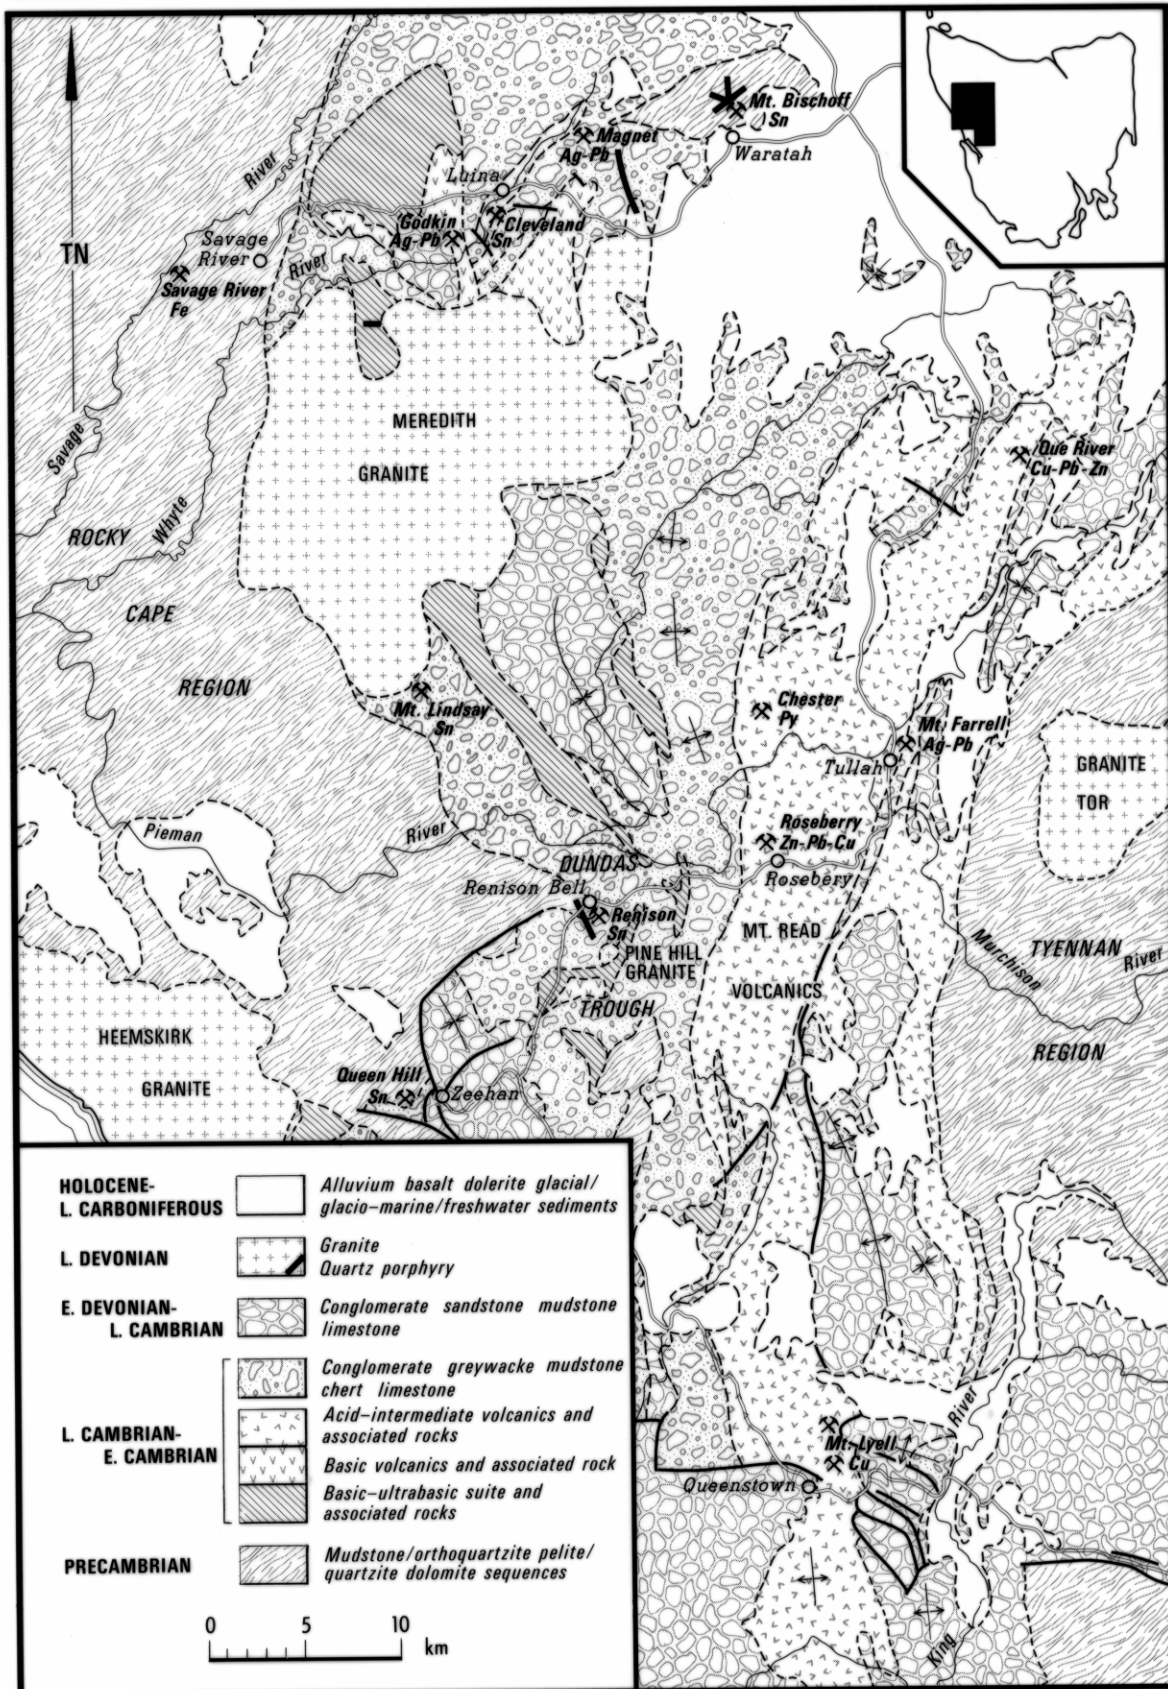 TN
Mt. Bischoff
Sn
Waratah
Magnet
Ag-Pb
Luina
River
Godkin
Ag-Pb
Cleveland
Sn
Savage
River
River
Savage River
Fe
MEREDITH
GRANITE
Savage
Whyte
Que River
Cu-Pb-Zn
ROCKY
CAPE
REGION
Mt. Lindsay
Sn
Chester
Py
Mt. Farrell
Ag-Pb
Tullah
GRANITE
TOR
Pieman
River
Roseberry
Zn-Pb-Cu
Rosebery
DUNDAS
Renison Bell
Renison
Sn
PINE HILL
GRANITE
MT. READ
VOLCANICS
TROUGH
Murchison
River
TYENNAN
REGION
HEEMSKIRK
GRANITE
Queen Hill
Sn
Zeehan
Mt. Lyell
Cu
Queenstown
River
King
HOLOCENE-
L. CARBONIFEROUS
Alluvium basalt dolerite glacial/
glacio-marine/freshwater sediments
L. DEVONIAN
Granite
Quartz porphyry
E. DEVONIAN-
L. CAMBRIAN
Conglomerate sandstone mudstone
limestone
L. CAMBRIAN-
E. CAMBRIAN
Conglomerate greywacke mudstone
chert limestone
Acid-intermediate volcanics and
associated rocks
Basic volcanics and associated rock
Basic-ultrabasic suite and
associated rocks
PRECAMBRIAN
Mudstone/orthoquartzite pelite/
quartzite dolomite sequences
0 5 10
km